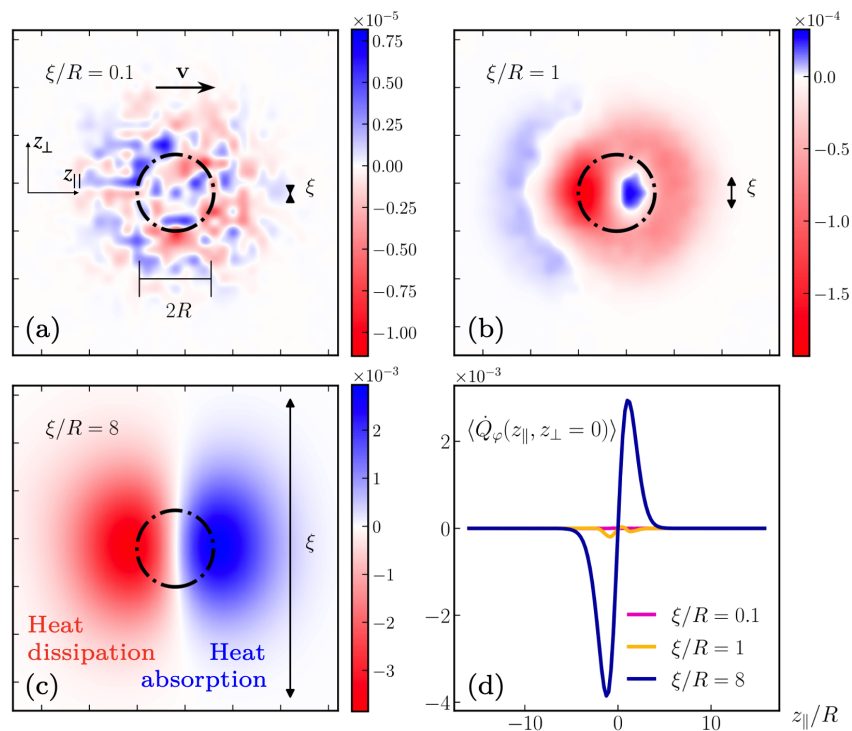 ×10⁻⁵
ξ/R = 0.1
v
z⊥
z||
ξ
2R
(a)
0.75
0.50
0.25
0.00
−0.25
−0.50
−0.75
−1.00
×10⁻⁴
ξ/R = 1
ξ
(b)
0.0
−0.5
−1.0
−1.5
×10⁻³
ξ/R = 8
ξ
Heat
dissipation
Heat
absorption
(c)
2
1
0
−1
−2
−3
×10⁻³
⟨Q̇φ(z||, z⊥ = 0)⟩
2
0
−2
−4
ξ/R = 0.1
ξ/R = 1
ξ/R = 8
(d)
−10
0
10
z||/R